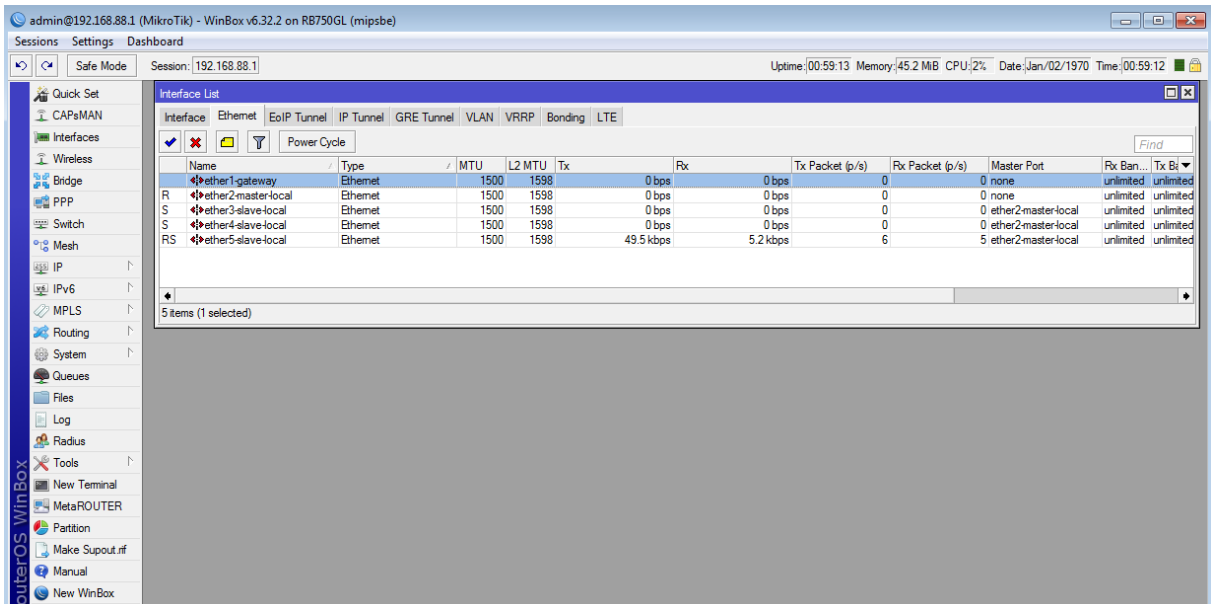 admin@192.168.88.1 (MikroTik) - WinBox v6.32.2 on RB750GL (mipsbe)
Sessions Settings Dashboard
Safe Mode Session: 192.168.88.1 Uptime: 00:59:13 Memory: 45.2 MiB CPU: 2% Date: Jan/02/1970 Time: 00:59:12
Quick Set
CAPsMAN
Interfaces
Wireless
Bridge
PPP
Switch
Mesh
IP
IPv6
MPLS
Routing
System
Queues
Files
Log
Radius
Tools
New Terminal
MetaROUTER
Partition
Make Supout.rif
Manual
New WinBox
outerOS WinBox
Interface List
Interface Ethernet EoIP Tunnel IP Tunnel GRE Tunnel VLAN VRRP Bonding LTE
Power Cycle Find
Name Type MTU L2 MTU Tx Rx Tx Packet (p/s) Rx Packet (p/s) Master Port Rx Ban... Tx Ba
ether1-gateway Ethernet 1500 1598 0 bps 0 bps 0 0 none unlimited unlimited
R ether2-master-local Ethernet 1500 1598 0 bps 0 bps 0 0 none unlimited unlimited
S ether3-slave-local Ethernet 1500 1598 0 bps 0 bps 0 0 ether2-master-local unlimited unlimited
S ether4-slave-local Ethernet 1500 1598 0 bps 0 bps 0 0 ether2-master-local unlimited unlimited
RS ether5-slave-local Ethernet 1500 1598 49.5 kbps 5.2 kbps 6 5 ether2-master-local unlimited unlimited
5 items (1 selected)